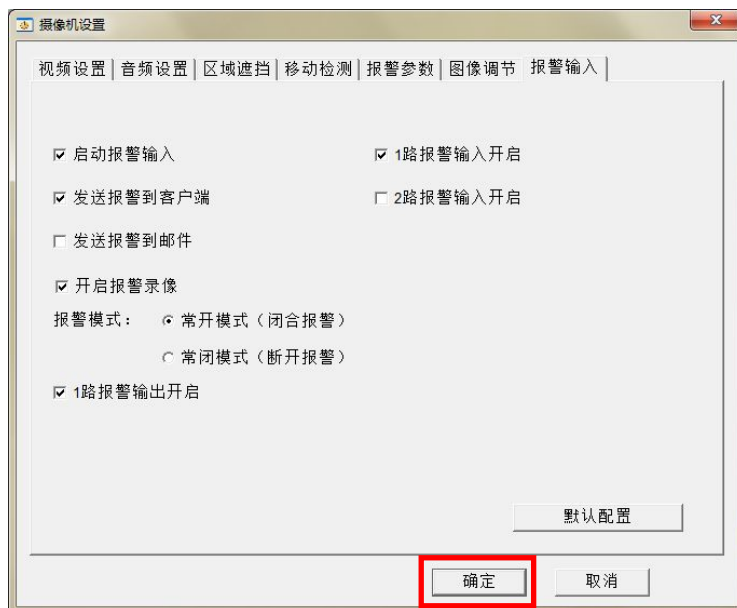 摄像机设置
视频设置 音频设置 区域遮挡 移动检测 报警参数 图像调节 报警输入
启动报警输入 1路报警输入开启
发送报警到客户端 2路报警输入开启
发送报警到邮件
开启报警录像
报警模式： 常开模式（闭合报警）
常闭模式（断开报警）
1路报警输出开启
默认配置
确定 取消